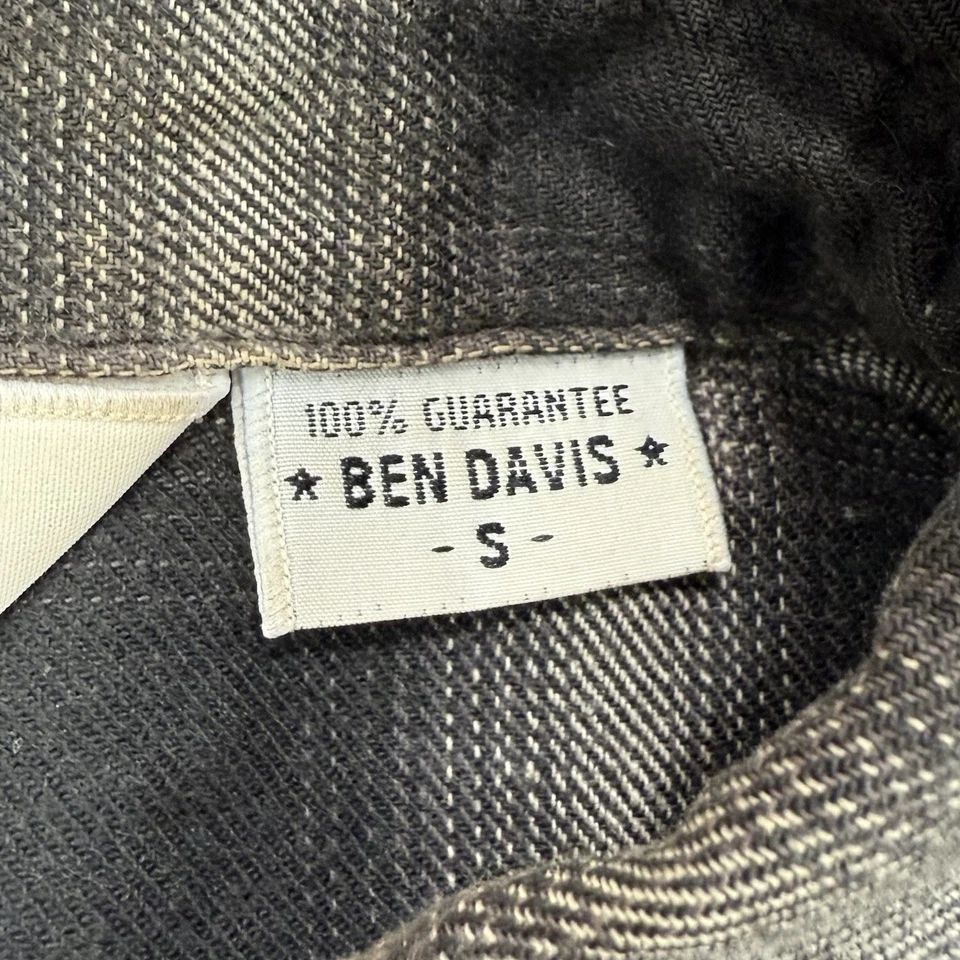 100% GUARANTEE
★ BEN DAVIS ★
- S -